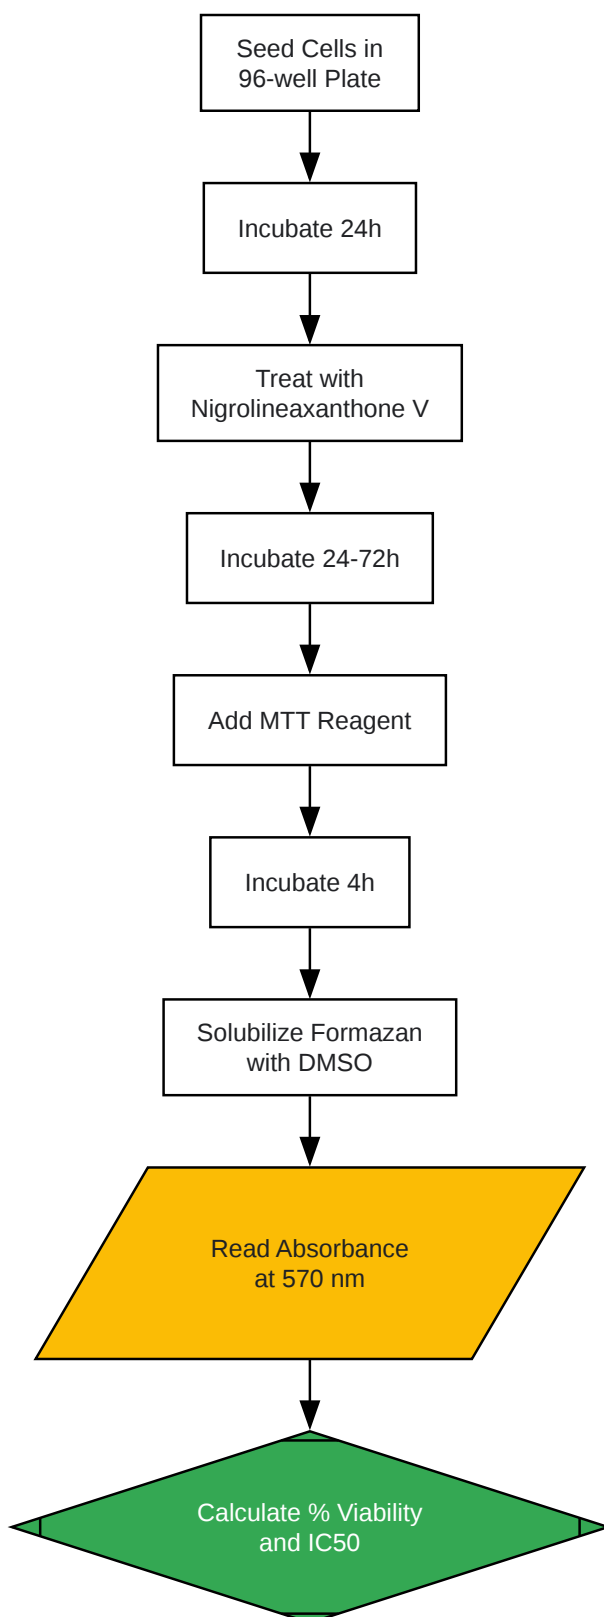 Seed Cells in
96-well Plate
Incubate 24h
Treat with
Nigrolineaxanthone V
Incubate 24-72h
Add MTT Reagent
Incubate 4h
Solubilize Formazan
with DMSO
Read Absorbance
at 570 nm
Calculate % Viability
and IC50